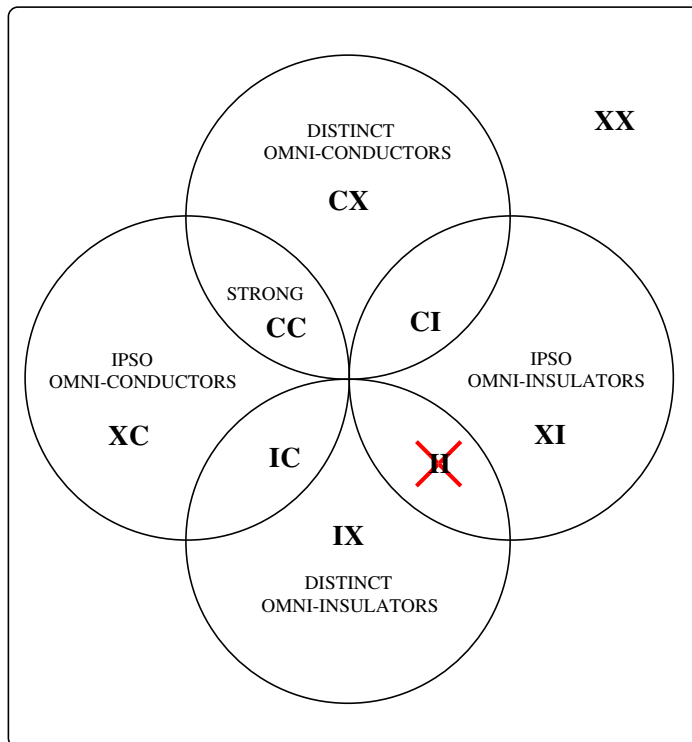 XX
DISTINCT
OMNI-CONDUCTORS
CX
STRONG
CC
CI
IPSO
OMNI-CONDUCTORS
IPSO
OMNI-INSULATORS
XC
XI
IC
II
IX
DISTINCT
OMNI-INSULATORS